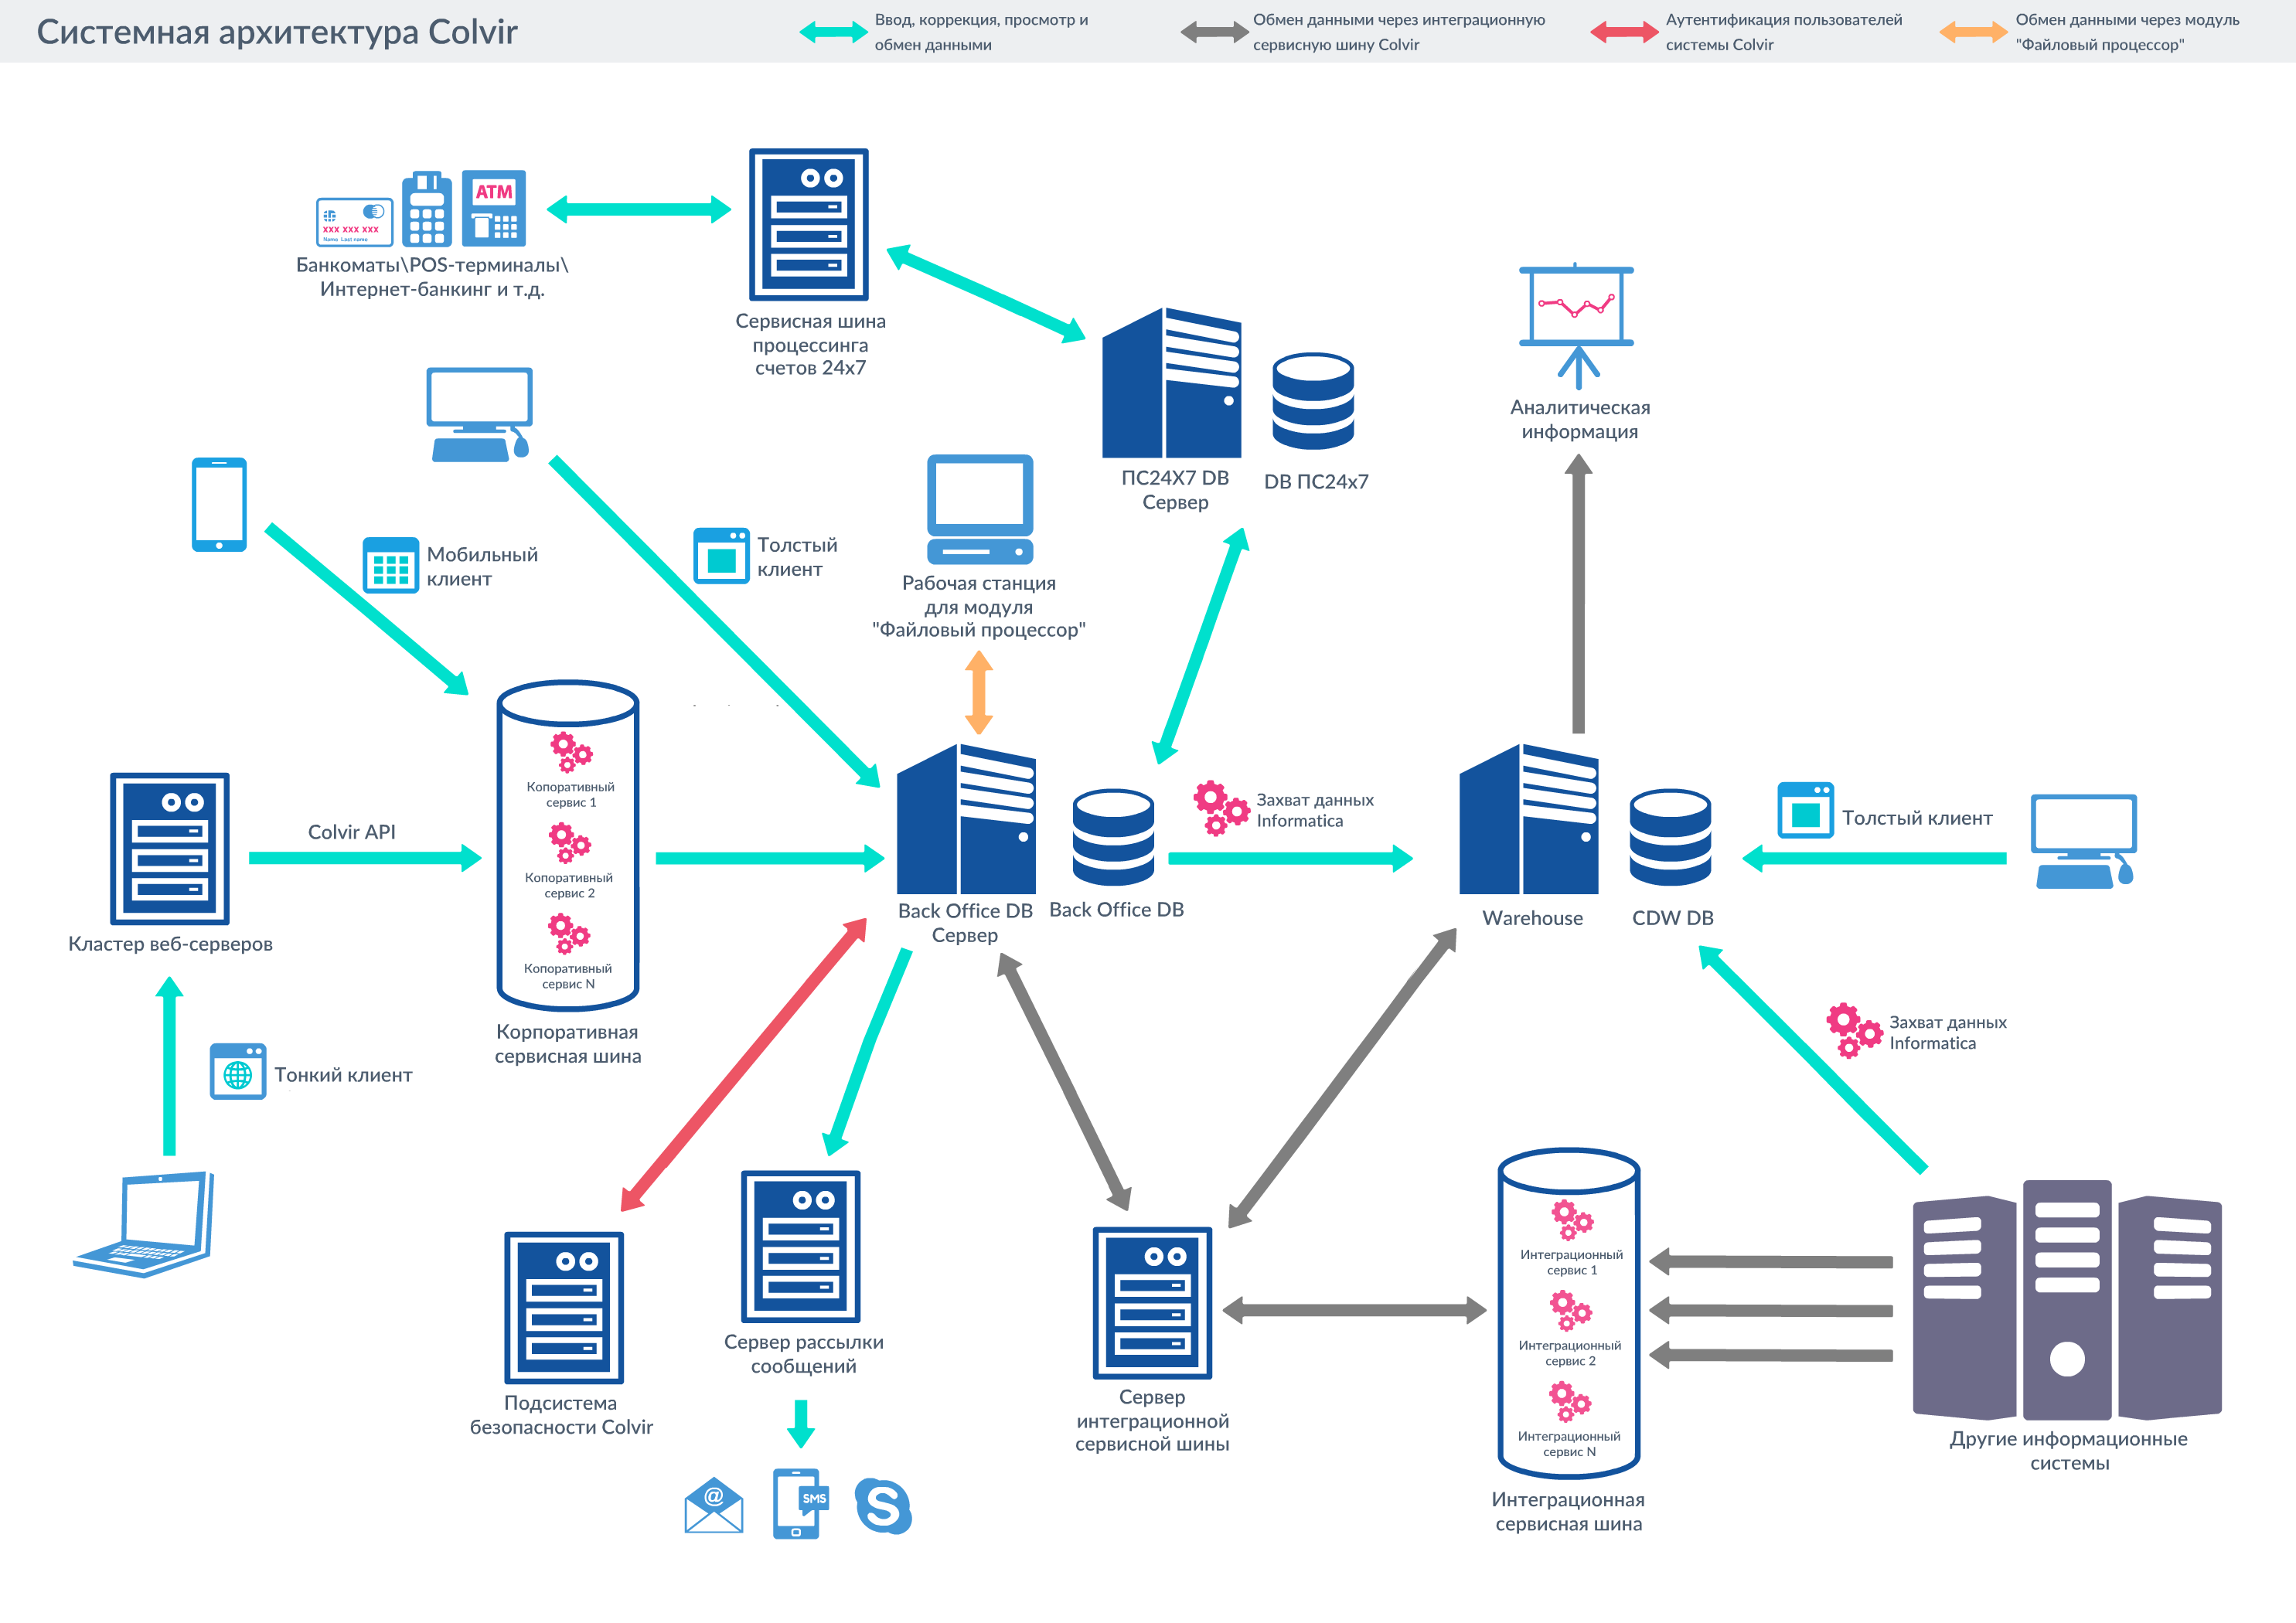 Системная архитектура Colvir
Ввод, коррекция, просмотр и
обмен данными
Обмен данными через интеграционную
сервисную шину Colvir
Аутентификация пользователей
системы Colvir
Обмен данными через модуль
"Файловый процессор"
ATM
xxx xxx xxx
Name Last name
Банкоматы\POS-терминалы\
Интернет-банкинг и т.д.
Сервисная шина
процессинга
счетов 24x7
ПС24X7 DB
Сервер
DB ПС24x7
Аналитическая
информация
Мобильный
клиент
Толстый
клиент
Рабочая станция
для модуля
"Файловый процессор"
Colvir API
Кластер веб-серверов
Копоративный
сервис 1
Копоративный
сервис 2
Копоративный
сервис N
Корпоративная
сервисная шина
Back Office DB
Сервер
Back Office DB
Захват данных
Informatica
Warehouse
CDW DB
Толстый клиент
Тонкий клиент
Захват данных
Informatica
Подсистема
безопасности Colvir
Сервер рассылки
сообщений
@
SMS
S
Сервер
интеграционной
сервисной шины
Интеграционный
сервис 1
Интеграционный
сервис 2
Интеграционный
сервис N
Интеграционная
сервисная шина
Другие информационные
системы